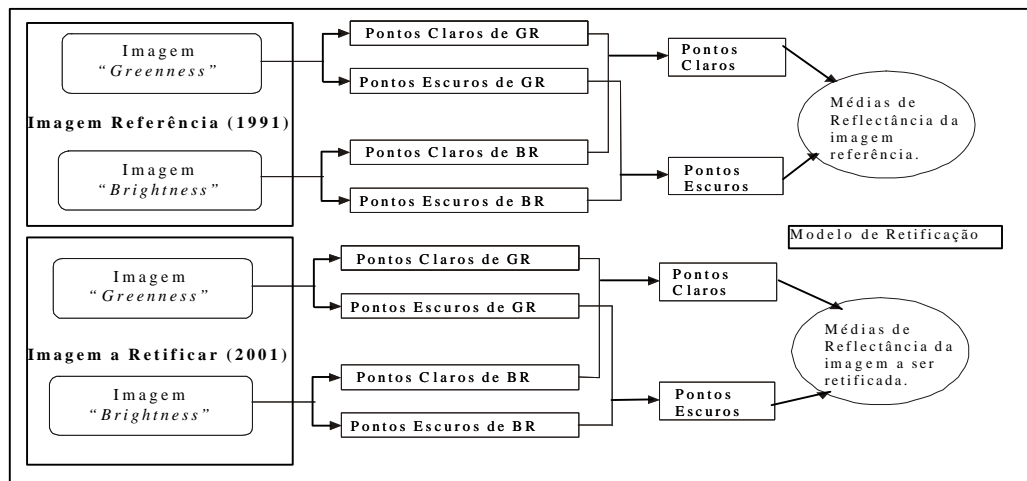 Imagem
"Greenness"
Imagem Referência (1991)
Imagem
"Brightness"
Pontos Claros de GR
Pontos Escuros de GR
Pontos Claros de BR
Pontos Escuros de BR
Pontos
Claros
Pontos
Escuros
Médias de
Reflectância da
imagem
referência.
Modelo de Retificação
Imagem
"Greenness"
Imagem a Retificar (2001)
Imagem
"Brightness"
Pontos Claros de GR
Pontos Escuros de GR
Pontos Claros de BR
Pontos Escuros de BR
Pontos
Claros
Pontos
Escuros
Médias de
Reflectância da
imagem a ser
retificada.